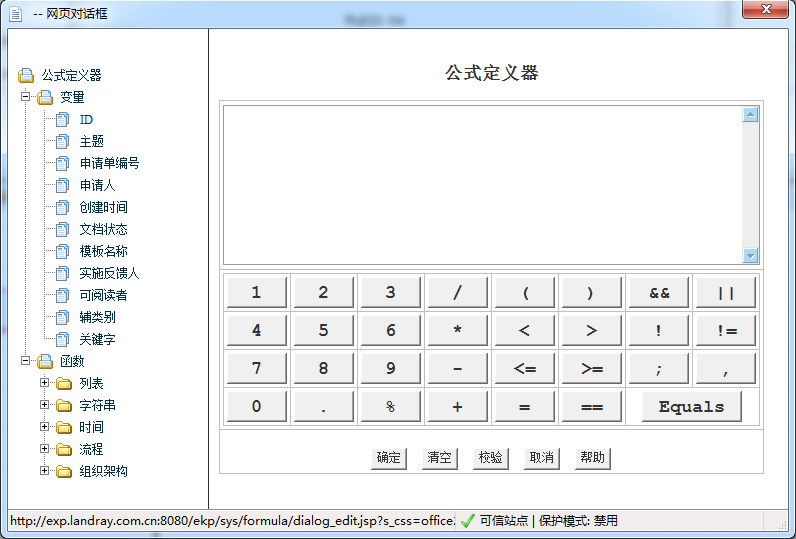 -- 网页对话框
公式定义器
变量
ID
主题
申请单编号
申请人
创建时间
文档状态
模板名称
实施反馈人
可阅读者
辅类别
关键字
函数
列表
字符串
时间
流程
组织架构
公式定义器
1 2 3 / ( ) && ||
4 5 6 * < > ! !=
7 8 9 - <= >= ; ,
0 . % + = == Equals
确定 清空 校验 取消 帮助
http://exp.landray.com.cn:8080/ekp/sys/formula/dialog_edit.jsp?s_css=office 可信站点 | 保护模式: 禁用